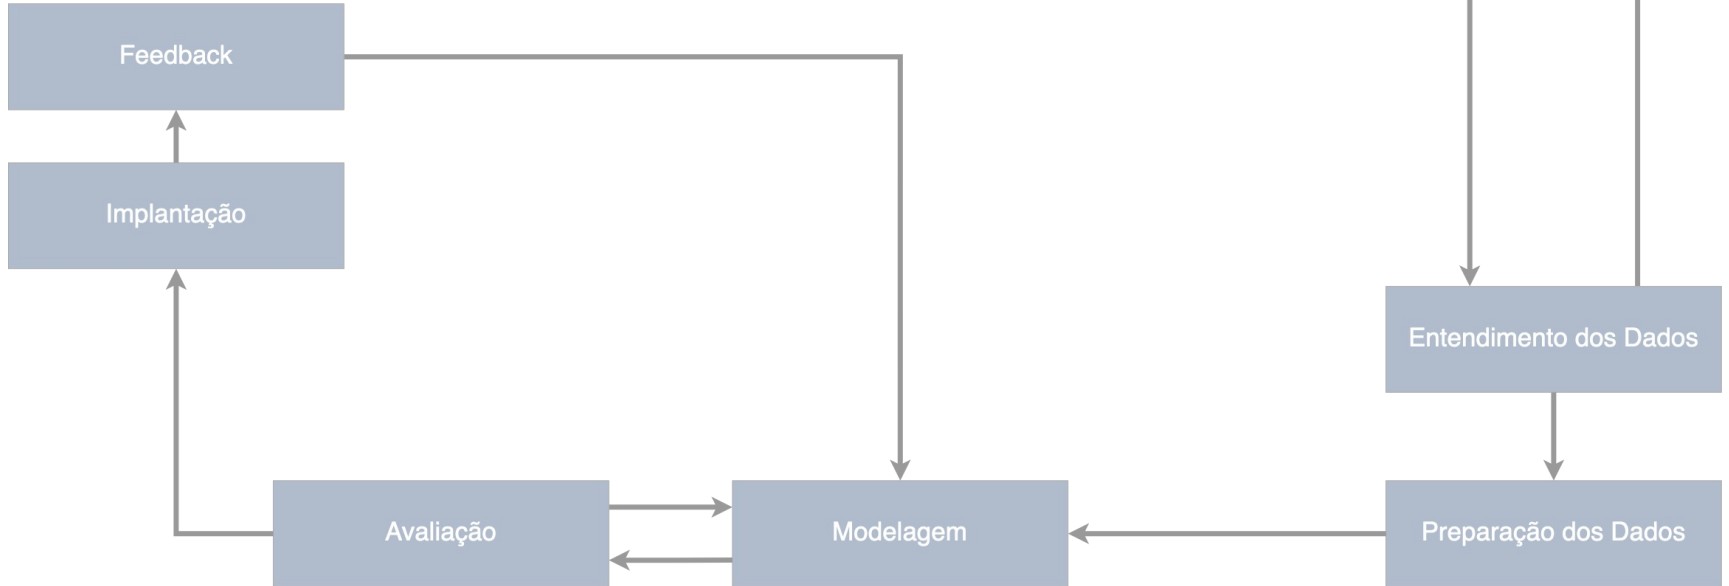 Feedback
Implantação
Entendimento dos Dados
Avaliação
Modelagem
Preparação dos Dados